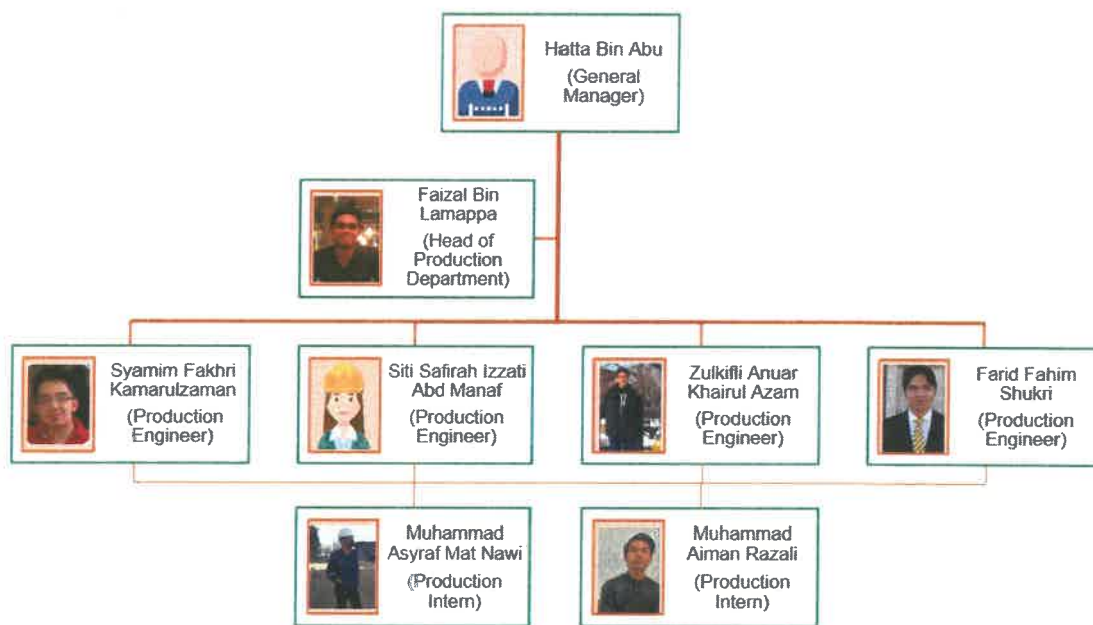 Hatta Bin Abu
(General
Manager)
Faizal Bin
Lamappa
(Head of
Production
Department)
Syamim Fakhri
Kamarulzaman
(Production
Engineer)
Siti Safirah Izzati
Abd Manaf
(Production
Engineer)
Zulkifli Anuar
Khairul Azam
(Production
Engineer)
Farid Fahim
Shukri
(Production
Engineer)
Muhammad
Asyraf Mat Nawi
(Production
Intern)
Muhammad
Aiman Razali
(Production
Intern)